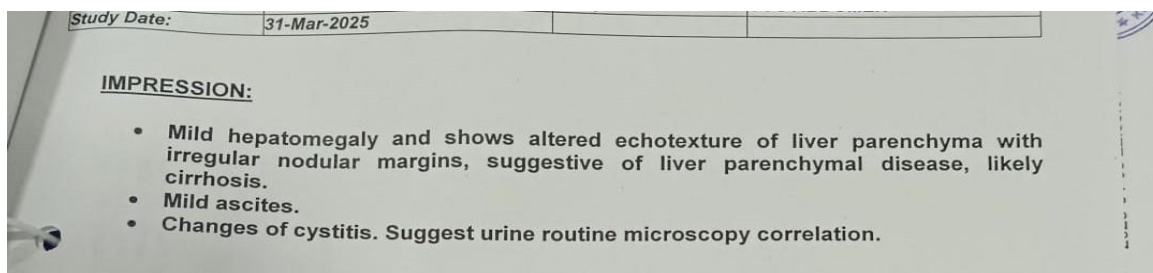 Study Date:
31-Mar-2025
IMPRESSION:
• Mild hepatomegaly and shows altered echotexture of liver parenchyma with
irregular nodular margins, suggestive of liver parenchymal disease, likely
cirrhosis.
• Mild ascites.
• Changes of cystitis. Suggest urine routine microscopy correlation.